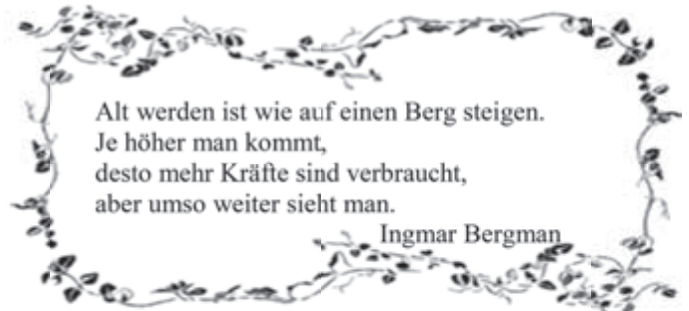 Alt werden ist wie auf einen Berg steigen.
Je höher man kommt,
desto mehr Kräfte sind verbraucht,
aber umso weiter sieht man.
Ingmar Bergman